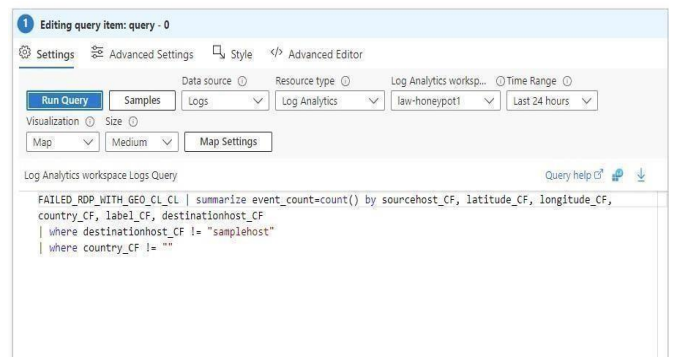 1 Editing query item: query - 0
Settings Advanced Settings Style </> Advanced Editor
Data source Resource type Log Analytics worksp... Time Range
Run Query Samples Logs Log Analytics law-honeypot1 Last 24 hours
Visualization Size
Map Medium Map Settings
Log Analytics workspace Logs Query Query help
FAILED_RDP_WITH_GEO_CL_CL | summarize event_count=count() by sourcehost_CF, latitude_CF, longitude_CF,
country_CF, label_CF, destinationhost_CF
| where destinationhost_CF != "samplehost"
| where country_CF != ""